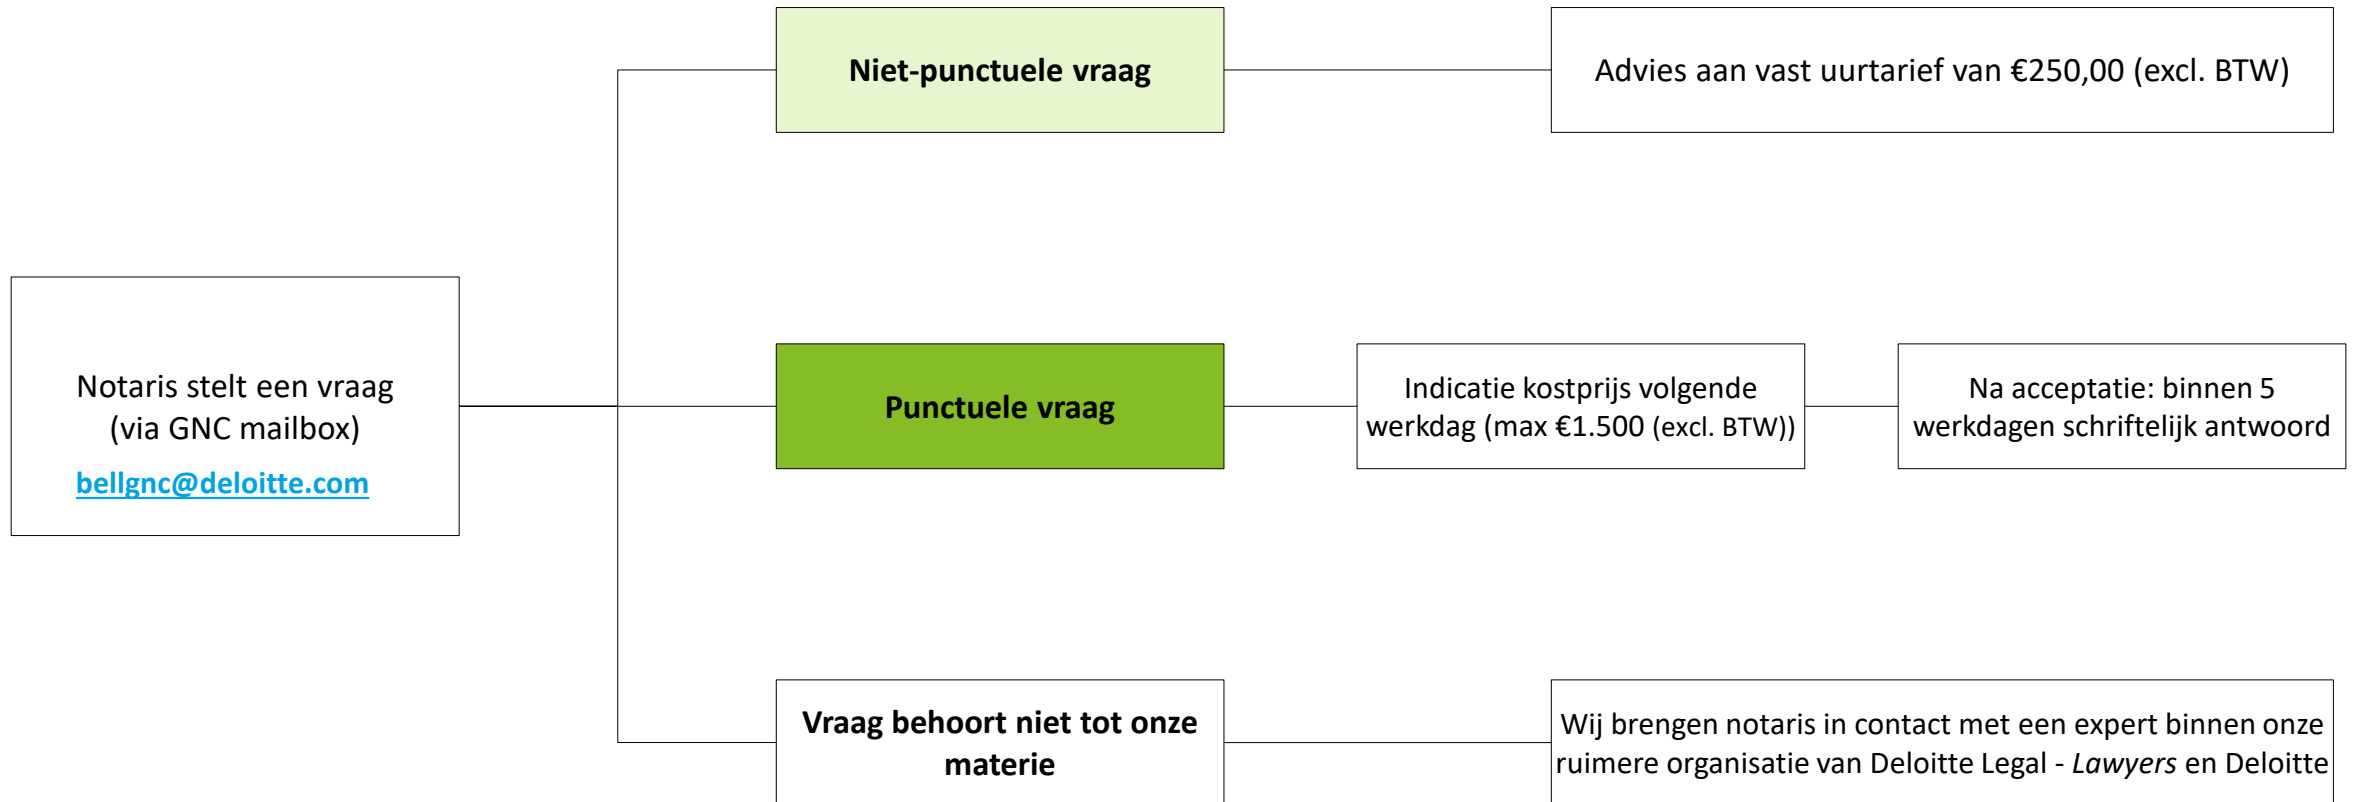 Niet-punctuele vraag
Advies aan vast uurtarief van €250,00 (excl. BTW)
Notaris stelt een vraag
(via GNC mailbox)
bellgnc@deloitte.com
Punctuele vraag
Indicatie kostprijs volgende
werkdag (max €1.500 (excl. BTW))
Na acceptatie: binnen 5
werkdagen schriftelijk antwoord
Vraag behoort niet tot onze
materie
Wij brengen notaris in contact met een expert binnen onze
ruimere organisatie van Deloitte Legal - Lawyers en Deloitte